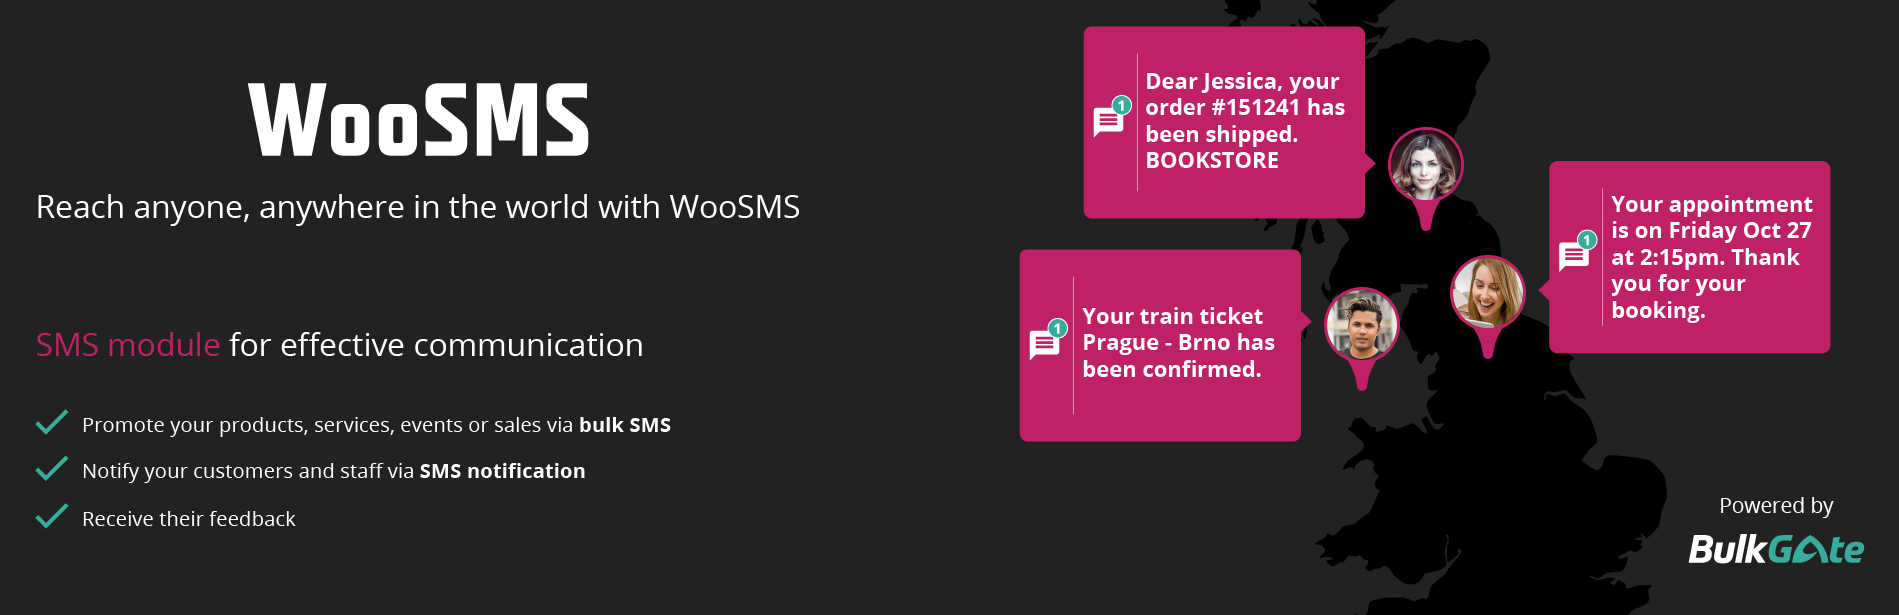 WooSMS
Reach anyone, anywhere in the world with WooSMS
SMS module for effective communication
Promote your products, services, events or sales via bulk SMS
Notify your customers and staff via SMS notification
Receive their feedback
1
Dear Jessica, your
order #151241 has
been shipped.
BOOKSTORE
1
Your appointment
is on Friday Oct 27
at 2:15pm. Thank
you for your
booking.
1
Your train ticket
Prague - Brno has
been confirmed.
Powered by
BulkGate